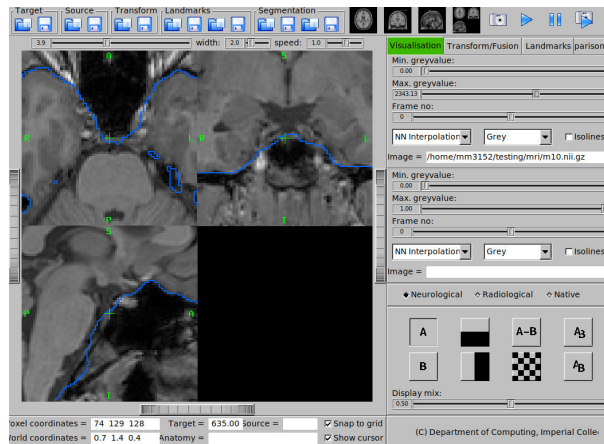 Target Source Transform Landmarks Segmentation
3.9 width: 2.0 speed: 1.0
Visualisation Transform/Fusion Landmarks parison
Min. greyvalue:
0.00
Max. greyvalue:
2343.13
Frame no:
0
NN Interpolation Grey Isolines
Image = /home/mm3152/testing/mri/m10.nii.gz
Min. greyvalue:
0.00
Max. greyvalue:
1.00
Frame no:
0
NN Interpolation Grey Isolines
Image =
Neurological Radiological Native
A A-B AB
B AB
Display mix:
0.50
(C) Department of Computing, Imperial Colle
A
R L
P
S
R L
I
S
P A
I
oxel coordinates = 74 129 128 Target = 635.00 Source = Snap to grid
orld coordinates = 0.7 1.4 0.4 Anatomy = Show cursor